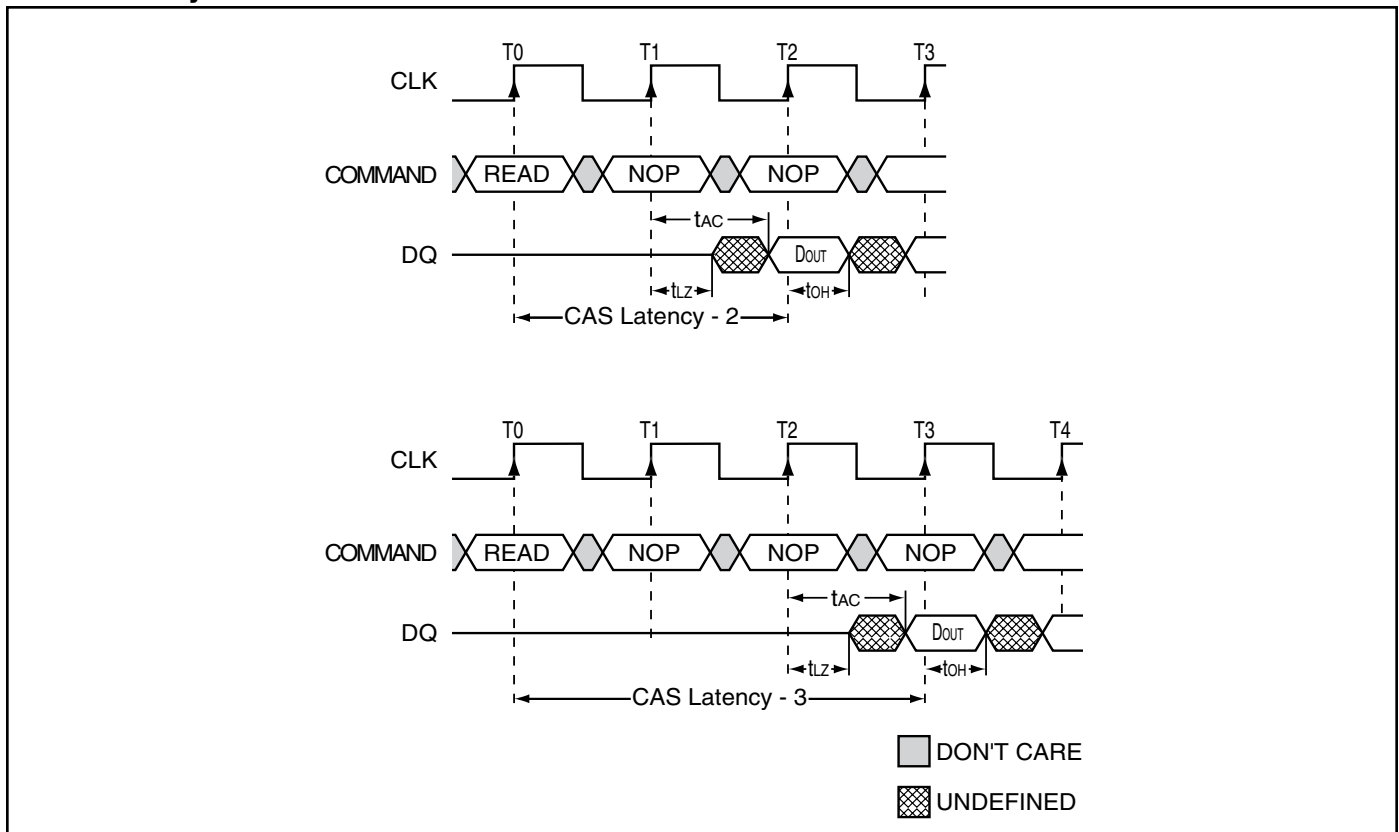 T0 T1 T2 T3
CLK
COMMAND READ NOP NOP
tAC
DQ DOUT
tLZ tOH
CAS Latency - 2
T0 T1 T2 T3 T4
CLK
COMMAND READ NOP NOP NOP
tAC
DQ DOUT
tLZ tOH
CAS Latency - 3
DON'T CARE
UNDEFINED